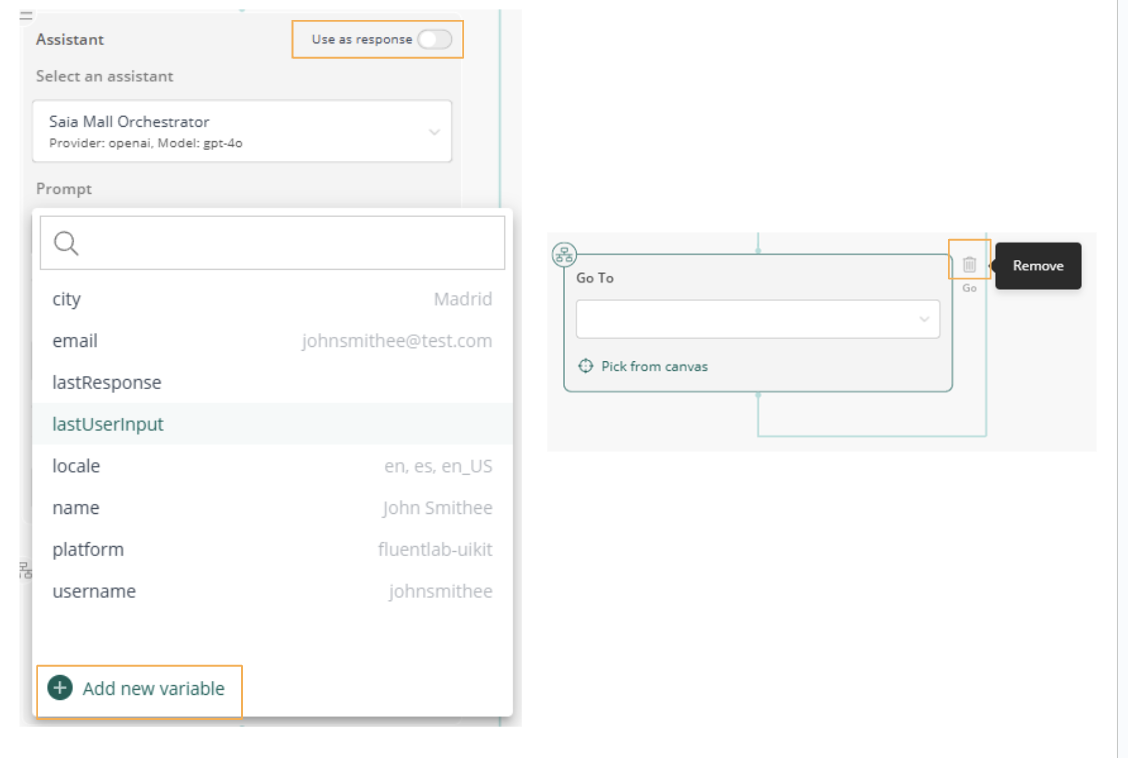 Assistant
Use as response
Select an assistant
Saia Mall Orchestrator
Provider: openai, Model: gpt-4o
Prompt
city Madrid
email johnsmithee@test.com
lastResponse
lastUserInput
locale en, es, en_US
name John Smithee
platform fluentlab-uikit
username johnsmithee
Add new variable
Go To
Pick from canvas
Remove
Go